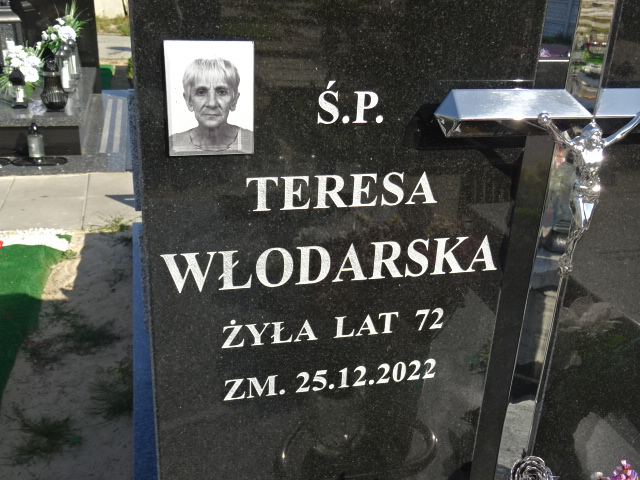 Ś.P.
TERESA
WŁODARSKA
ŻYŁA LAT 72
ZM. 25.12.2022